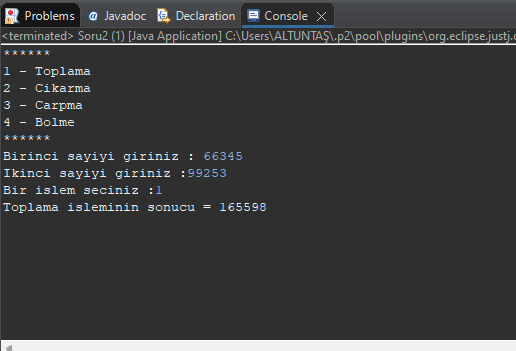 Problems @ Javadoc Declaration Console
<terminated> Soru2 (1) [Java Application] C:\Users\ALTUNTAŞ\.p2\pool\plugins\org.eclipse.justj.
******
1 - Toplama
2 - Cikarma
3 - Carpma
4 - Bolme
******
Birinci sayiyi giriniz : 66345
Ikinci sayiyi giriniz :99253
Bir islem seciniz :1
Toplama isleminin sonucu = 165598